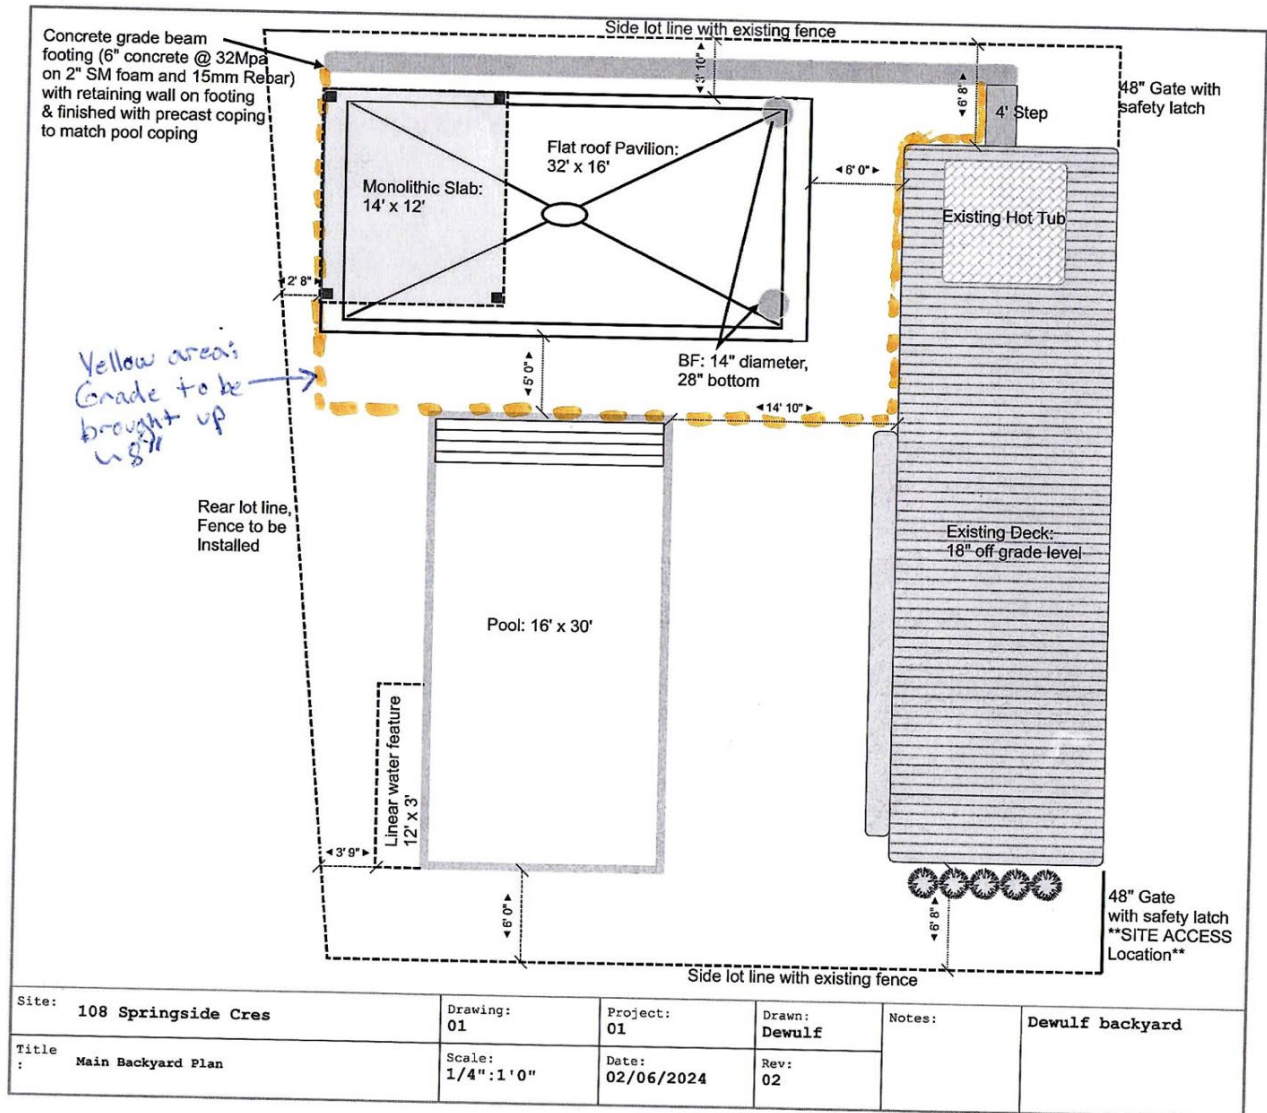 Side lot line with existing fence
Concrete grade beam
footing (6" concrete @ 32Mpa
on 2" SM foam and 15mm Rebar)
with retaining wall on footing
& finished with precast coping
to match pool coping
3' 10"
6' 8"
48" Gate with
safety latch
4' Step
Flat roof Pavilion:
32' x 16'
Monolithic Slab:
14' x 12'
6' 0"
Existing Hot Tub
2' 8"
BF: 14" diameter,
28" bottom
5' 0"
14' 10"
Yellow area:
Grade to be
brought up
~8"
Rear lot line,
Fence to be
Installed
Existing Deck:
18" off grade level
Pool: 16' x 30'
Linear water feature
12' x 3'
3' 9"
6' 0"
6' 8"
48" Gate
with safety latch
**SITE ACCESS
Location**
Side lot line with existing fence
Site: 108 Springside Cres
Drawing:
01
Project:
01
Drawn:
Dewulf
Notes:
Dewulf backyard
Title
: Main Backyard Plan
Scale:
1/4":1'0"
Date:
02/06/2024
Rev:
02